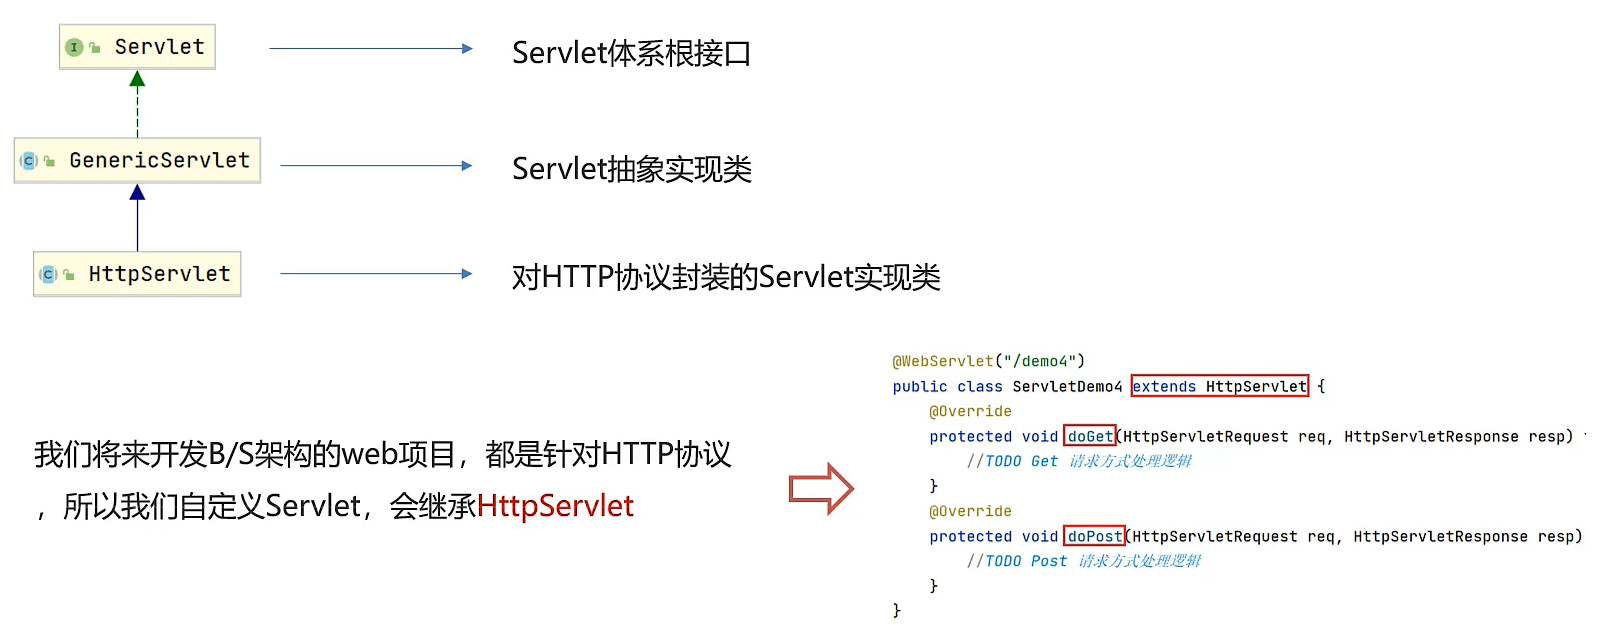 Servlet
Servlet体系根接口
GenericServlet
Servlet抽象实现类
HttpServlet
对HTTP协议封装的Servlet实现类
我们将来开发B/S架构的web项目，都是针对HTTP协议
，所以我们自定义Servlet，会继承HttpServlet
@WebServlet("/demo4")
public class ServletDemo4 extends HttpServlet {
@Override
protected void doGet(HttpServletRequest req, HttpServletResponse resp)
//TODO Get 请求方式处理逻辑
}
@Override
protected void doPost(HttpServletRequest req, HttpServletResponse resp)
//TODO Post 请求方式处理逻辑
}
}